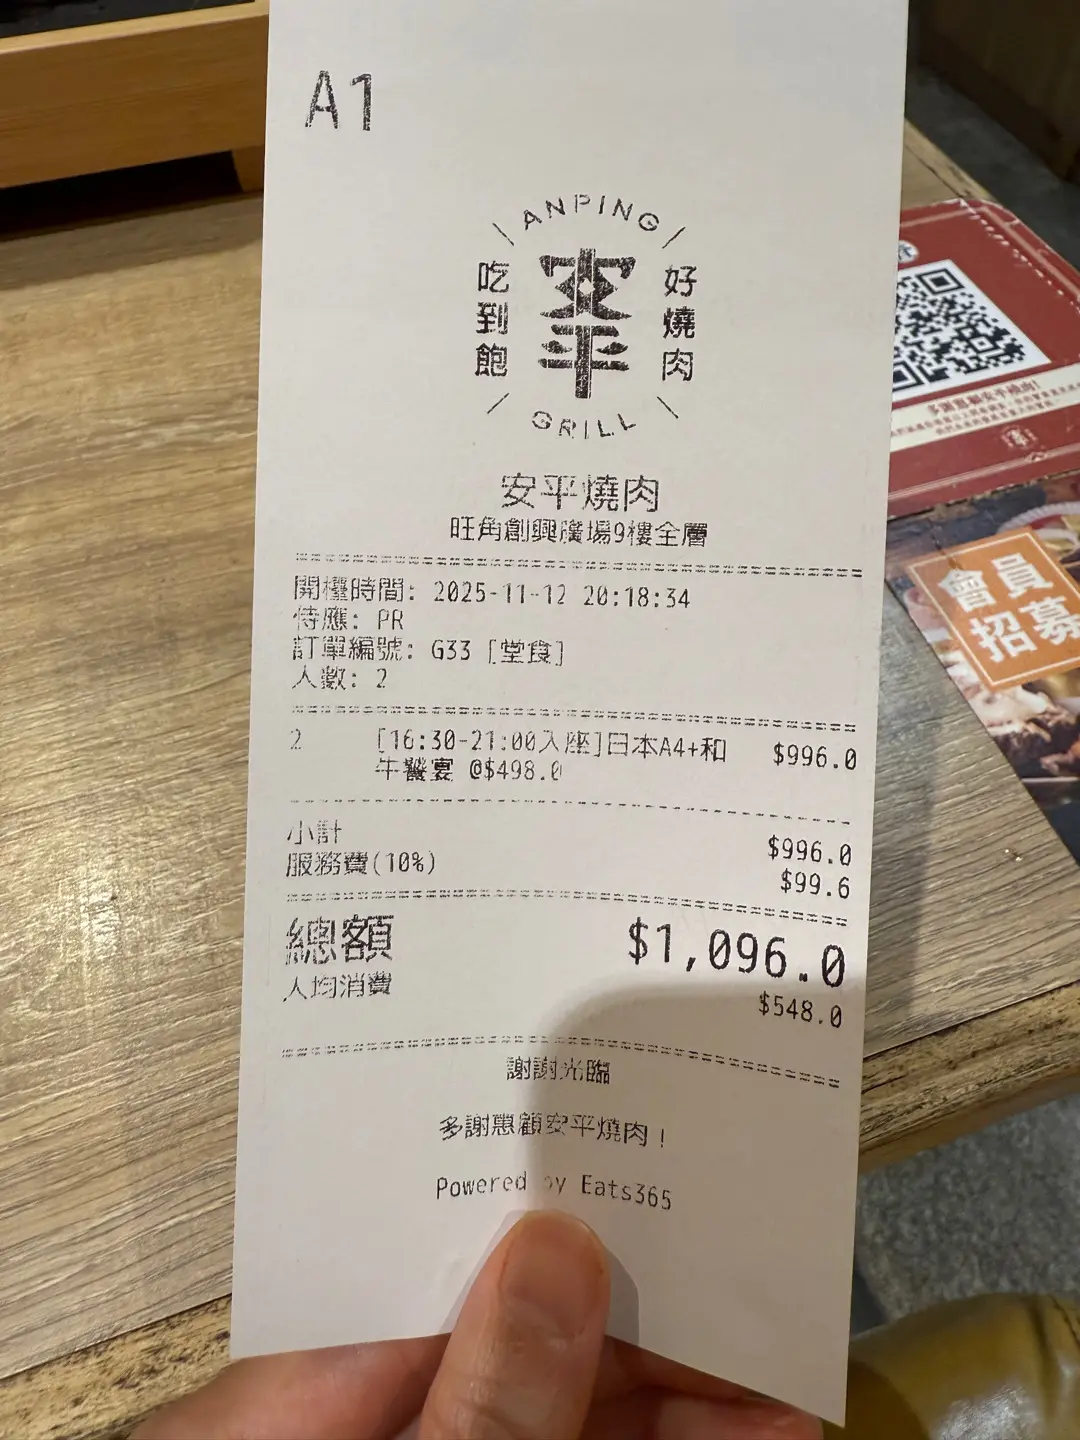 A1
ANPING
吃到飽
安平
好燒肉
GRILL
安平燒肉
旺角創興廣場9樓全層
開檯時間: 2025-11-12 20:18:34
侍應: PR
訂單編號: G33 [堂食]
人數: 2
2 [16:30-21:00入座]日本A4+和 $996.0
牛饗宴 @$498.0
小計 $996.0
服務費(10%) $99.6
總額 $1,096.0
人均消費 $548.0
謝謝光臨
多謝惠顧安平燒肉！
Powered by Eats365
會員
招募